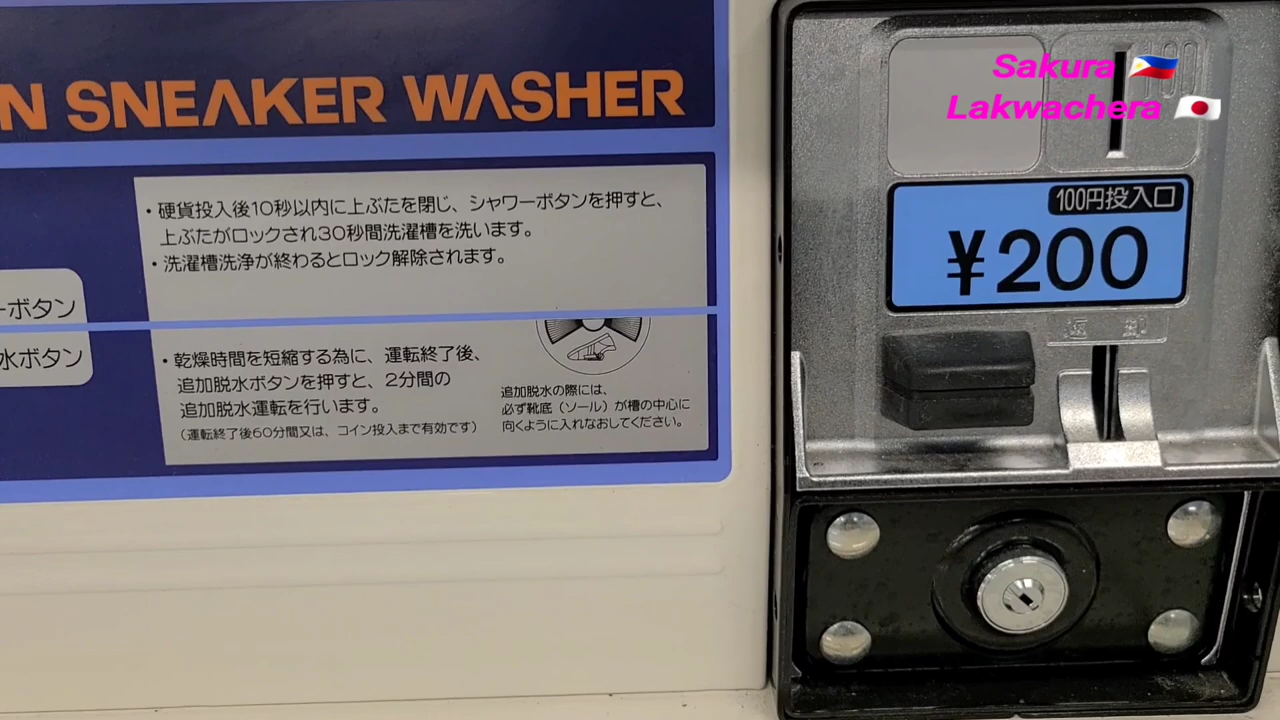 N SNEAKER WASHER
・硬貨投入後10秒以内に上ぶたを閉じ、シャワーボタンを押すと、
上ぶたがロックされ30秒間洗濯槽を洗います。
・洗濯槽洗浄が終わるとロック解除されます。
ーボタン
水ボタン
・乾燥時間を短縮する為に、運転終了後、
追加脱水ボタンを押すと、2分間の
追加脱水運転を行います。
（運転終了後60分間又は、コイン投入まで有効です）
追加脱水の際には、
必ず靴底（ソール）が槽の中心に
向くように入れなおしてください。
Sakura 🇵🇭
Lakwachera 🇯🇵
100
100円投入口
¥200
返却